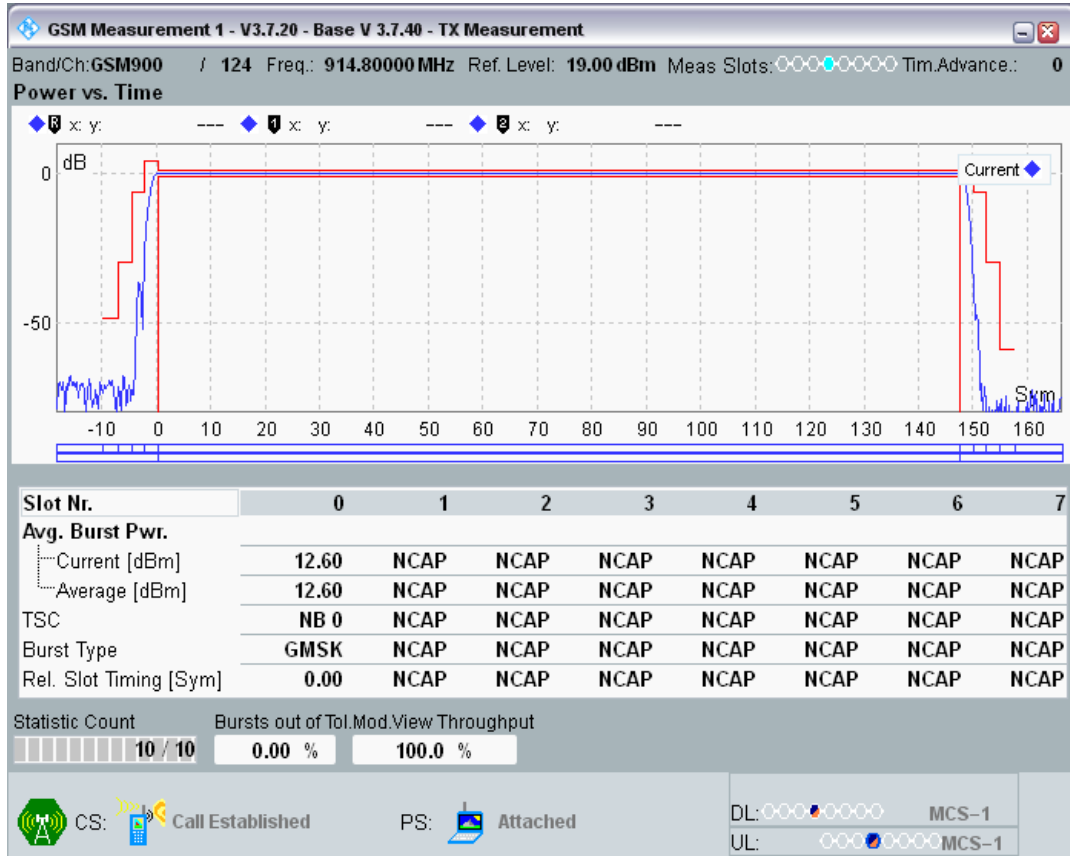 GSM Measurement 1 - V3.7.20 - Base V 3.7.40 - TX Measurement
Band/Ch:GSM900 / 124 Freq.: 914.80000 MHz Ref. Level: 19.00 dBm Meas Slots: Tim.Advance.: 0
Power vs. Time
R x: y: --- 1 x: y: --- 2 x: y: ---
dB
Current
0
-50
Sym
-10 0 10 20 30 40 50 60 70 80 90 100 110 120 130 140 150 160
Slot Nr. 0 1 2 3 4 5 6 7
Avg. Burst Pwr.
Current [dBm] 12.60 NCAP NCAP NCAP NCAP NCAP NCAP NCAP
Average [dBm] 12.60 NCAP NCAP NCAP NCAP NCAP NCAP NCAP
TSC NB 0 NCAP NCAP NCAP NCAP NCAP NCAP NCAP
Burst Type GMSK NCAP NCAP NCAP NCAP NCAP NCAP NCAP
Rel. Slot Timing [Sym] 0.00 NCAP NCAP NCAP NCAP NCAP NCAP NCAP
Statistic Count Bursts out of Tol.Mod.View Throughput
10 / 10 0.00 % 100.0 %
CS: Call Established PS: Attached
DL: MCS-1
UL: MCS-1